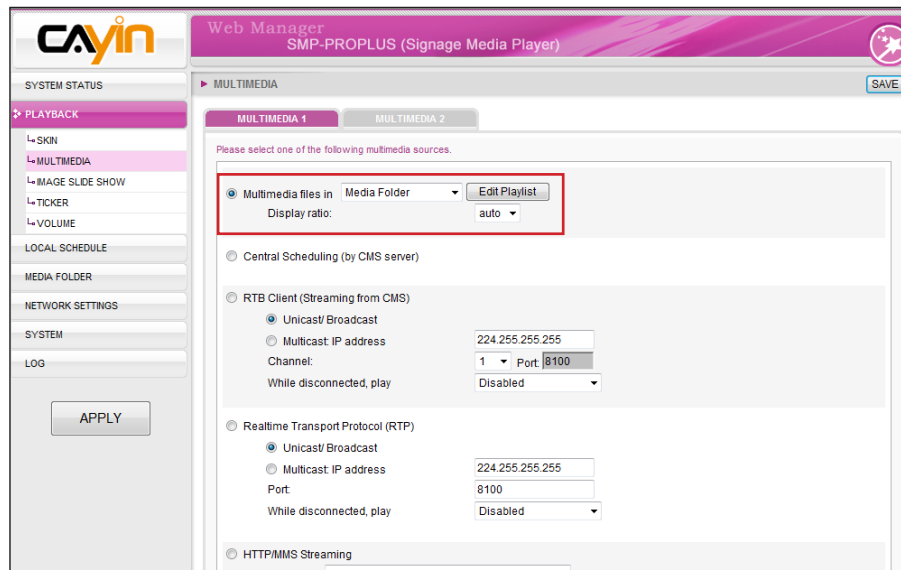 CAYIN
Web Manager
SMP-PROPLUS (Signage Media Player)
SYSTEM STATUS
PLAYBACK
SKIN
MULTIMEDIA
IMAGE SLIDE SHOW
TICKER
VOLUME
LOCAL SCHEDULE
MEDIA FOLDER
NETWORK SETTINGS
SYSTEM
LOG
APPLY
MULTIMEDIA
SAVE
MULTIMEDIA 1 MULTIMEDIA 2
Please select one of the following multimedia sources.
Multimedia files in Media Folder Edit Playlist
Display ratio: auto
Central Scheduling (by CMS server)
RTB Client (Streaming from CMS)
Unicast/ Broadcast
Multicast: IP address 224.255.255.255
Channel: 1 Port: 8100
While disconnected, play Disabled
Realtime Transport Protocol (RTP)
Unicast/ Broadcast
Multicast: IP address 224.255.255.255
Port: 8100
While disconnected, play Disabled
HTTP/MMS Streaming